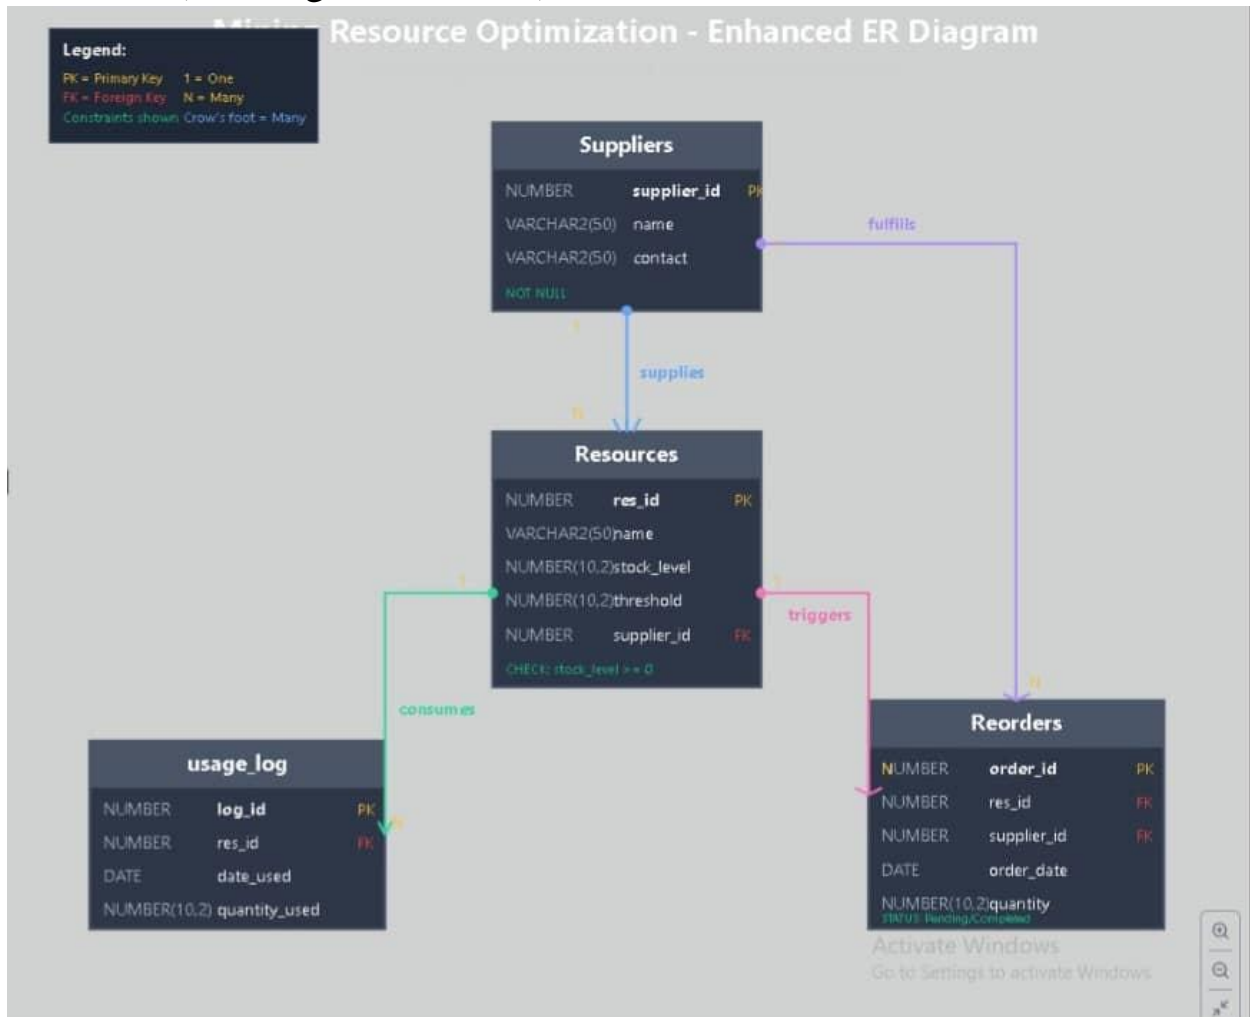 Mining Resource Optimization - Enhanced ER Diagram
Legend:
PK = Primary Key 1 = One
FK = Foreign Key N = Many
Constraints shown Crow's foot = Many
Suppliers
NUMBER supplier_id PK
VARCHAR2(50) name
VARCHAR2(50) contact
NOT NULL
fulfills
1
supplies
N
Resources
NUMBER res_id PK
VARCHAR2(50) name
NUMBER(10,2) stock_level
NUMBER(10,2) threshold
NUMBER supplier_id FK
CHECK: stock_level >= 0
1
1
triggers
consumes
N
usage_log
NUMBER log_id PK
NUMBER res_id FK
DATE date_used
NUMBER(10,2) quantity_used
N
Reorders
NUMBER order_id PK
NUMBER res_id FK
NUMBER supplier_id FK
DATE order_date
NUMBER(10,2) quantity
STATUS: Pending/Completed
Activate Windows
Go to Settings to activate Windows